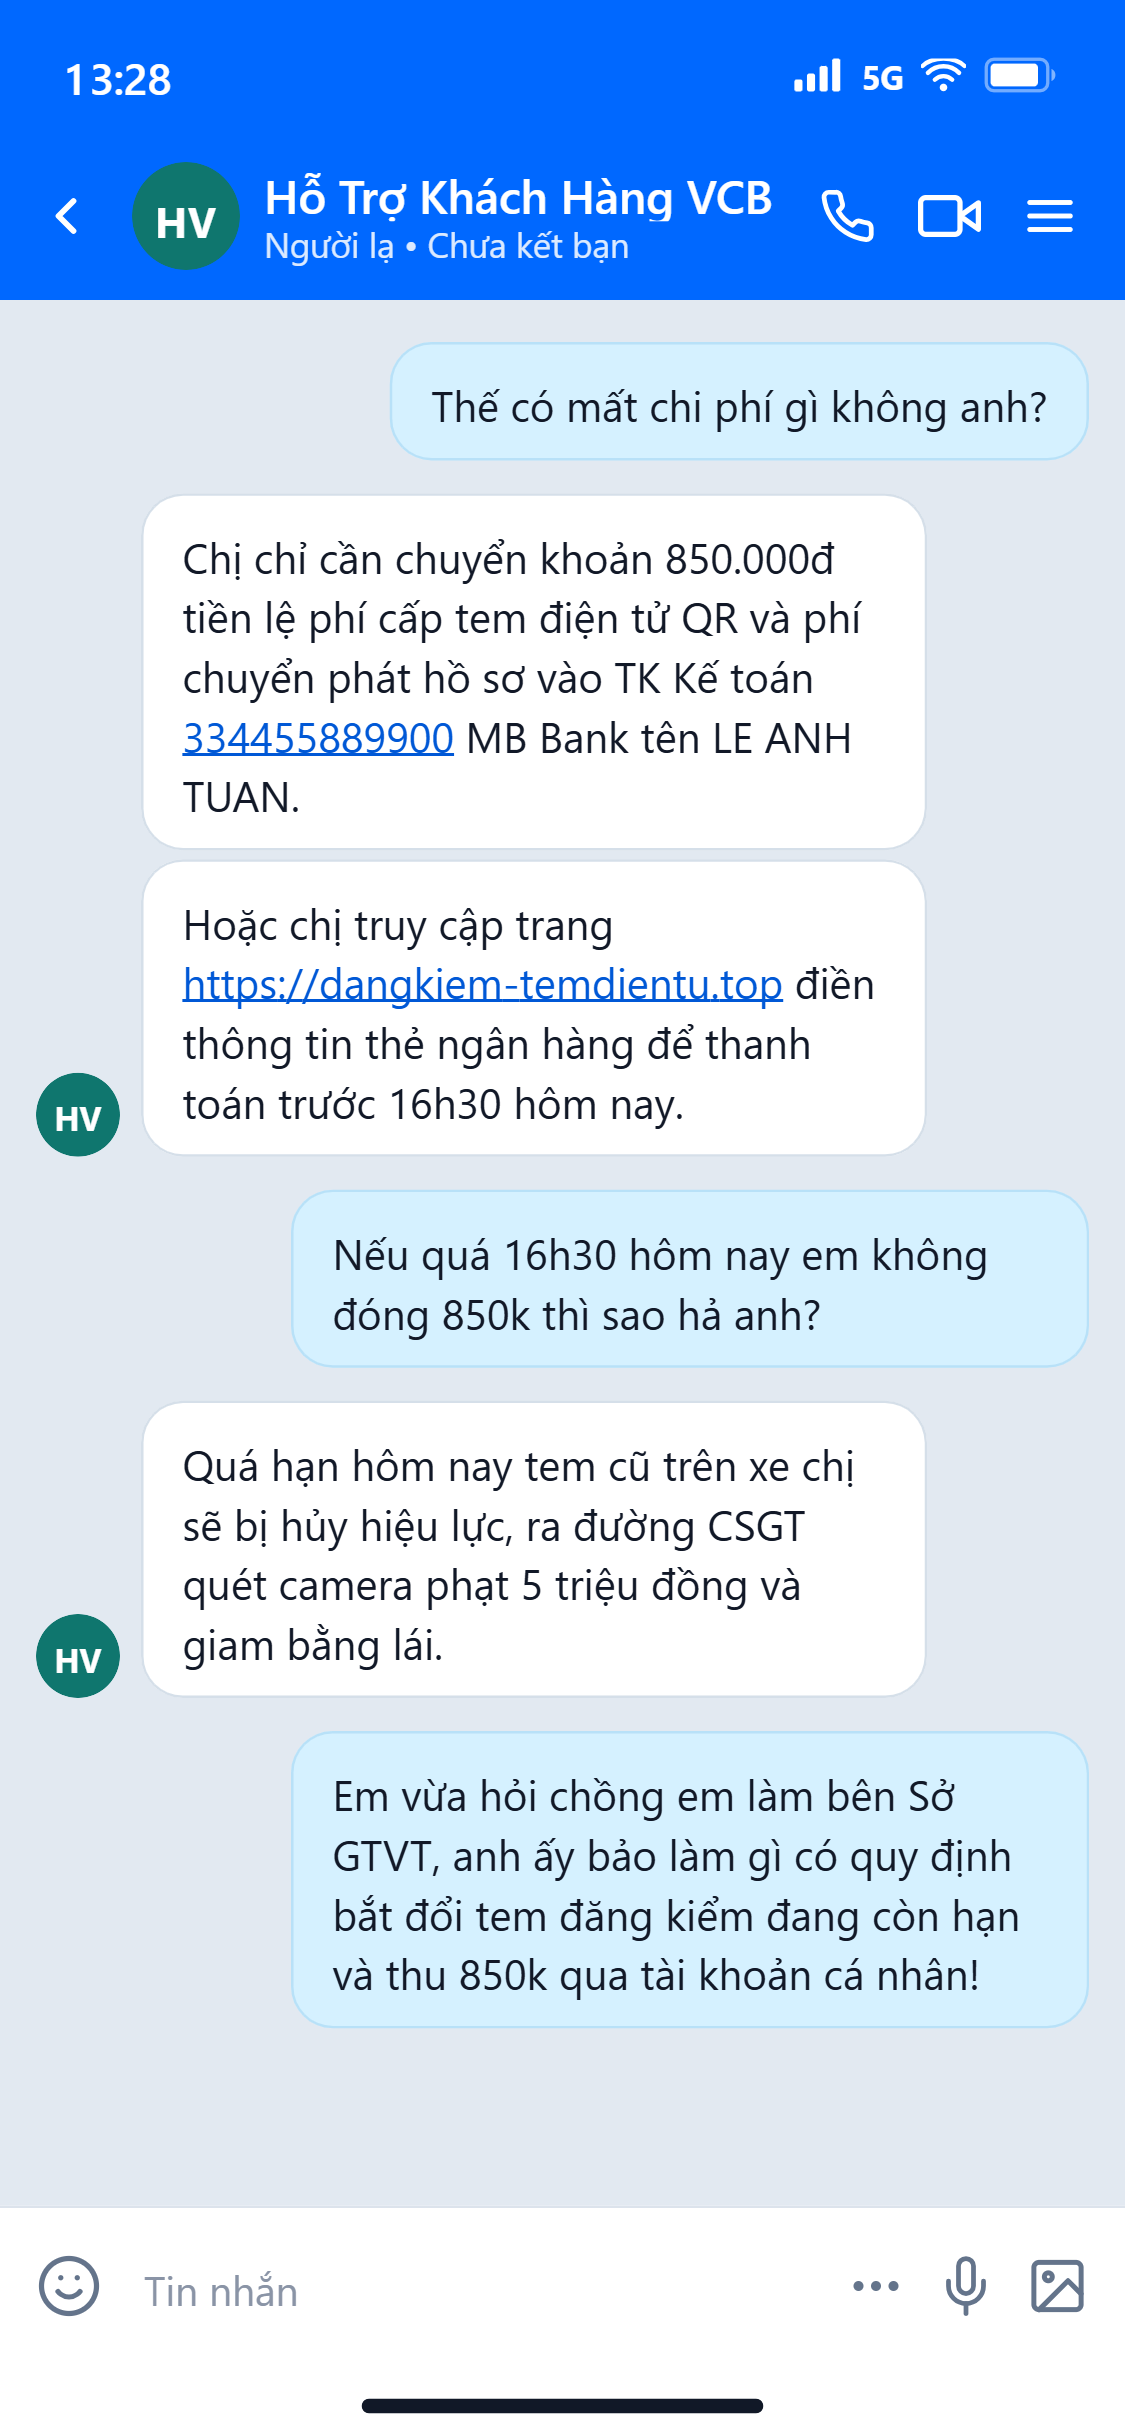 13:28
5G
HV
Hỗ Trợ Khách Hàng VCB
Người lạ • Chưa kết bạn
Thế có mất chi phí gì không anh?
Chị chỉ cần chuyển khoản 850.000đ
tiền lệ phí cấp tem điện tử QR và phí
chuyển phát hồ sơ vào TK Kế toán
334455889900 MB Bank tên LE ANH
TUAN.
Hoặc chị truy cập trang
https://dangkiem-temdientu.top điền
thông tin thẻ ngân hàng để thanh
toán trước 16h30 hôm nay.
HV
Nếu quá 16h30 hôm nay em không
đóng 850k thì sao hả anh?
Quá hạn hôm nay tem cũ trên xe chị
sẽ bị hủy hiệu lực, ra đường CSGT
quét camera phạt 5 triệu đồng và
giam bằng lái.
HV
Em vừa hỏi chồng em làm bên Sở
GTVT, anh ấy bảo làm gì có quy định
bắt đổi tem đăng kiểm đang còn hạn
và thu 850k qua tài khoản cá nhân!
Tin nhắn